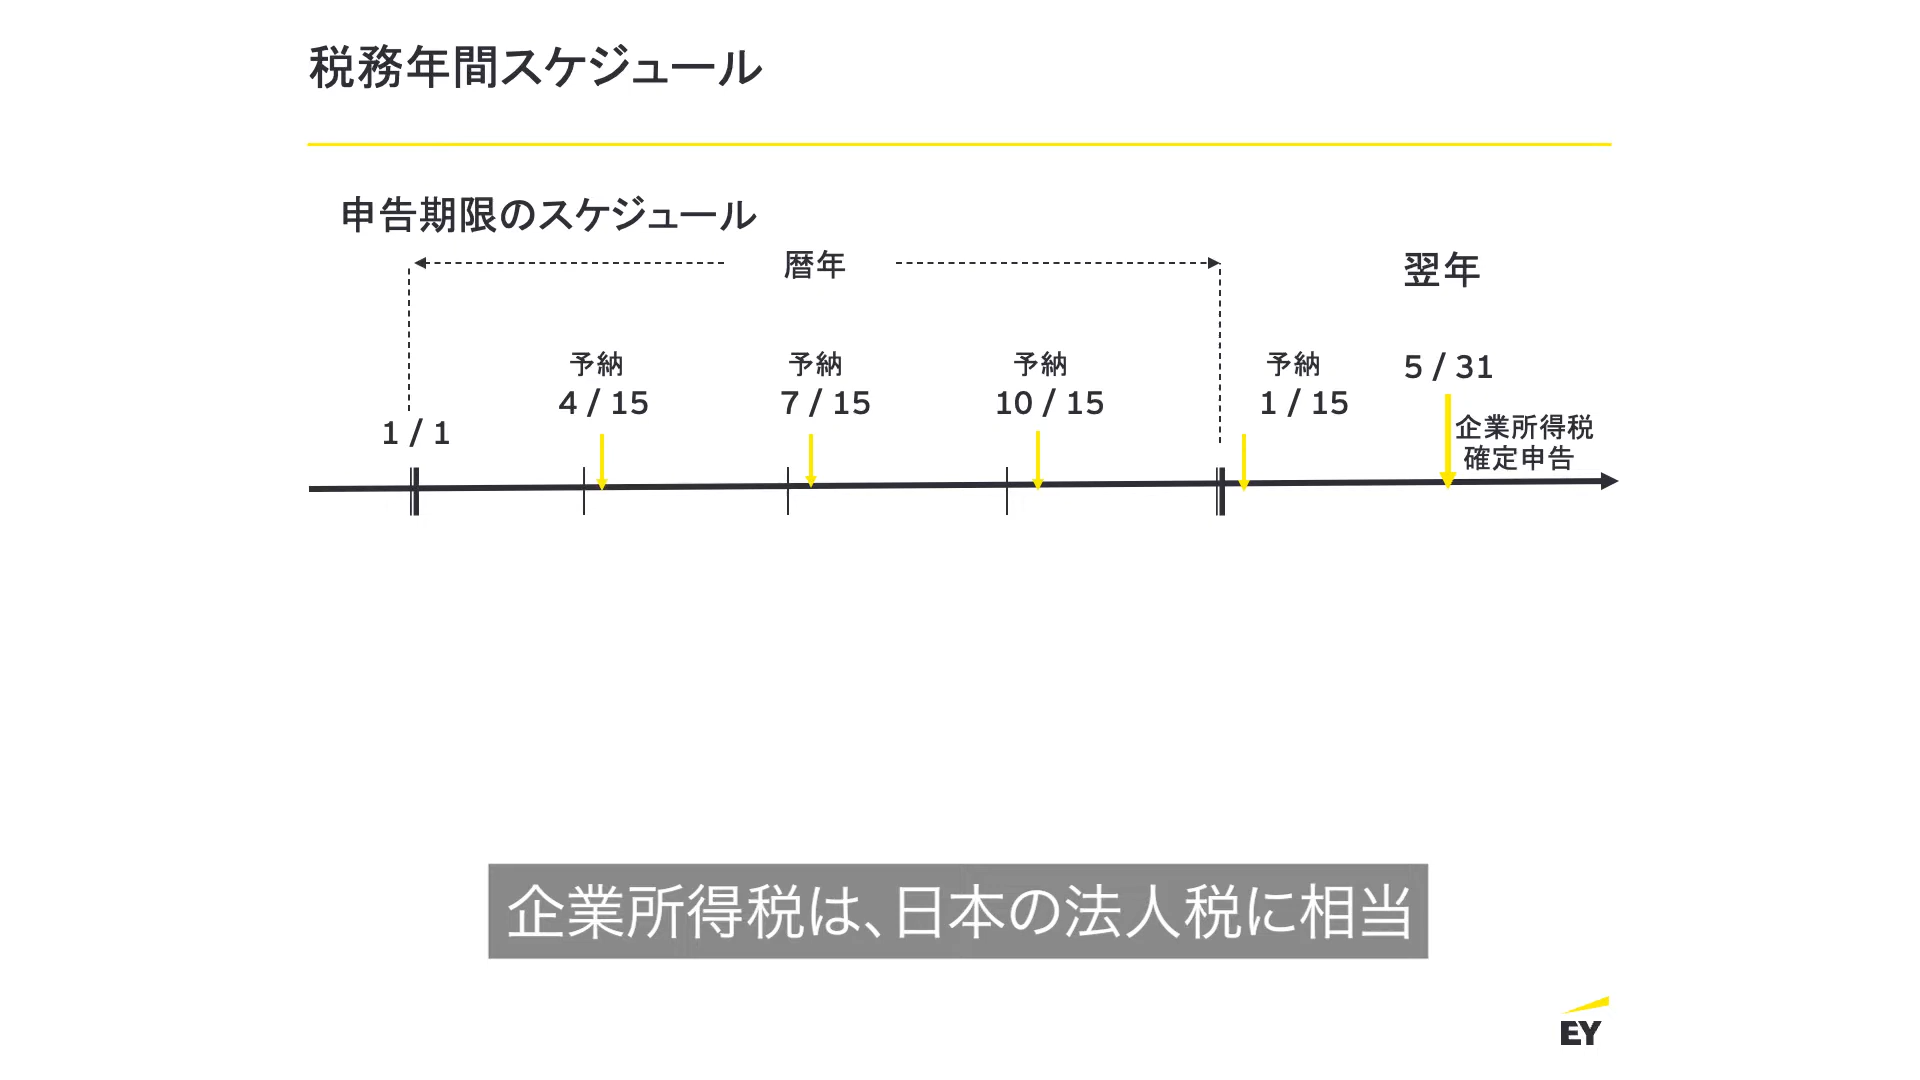 税務年間スケジュール
申告期限のスケジュール
暦年
翌年
予納
予納
予納
予納
5 / 31
4 / 15
7 / 15
10 / 15
1 / 15
1 / 1
企業所得税
確定申告
企業所得税は、日本の法人税に相当
EY